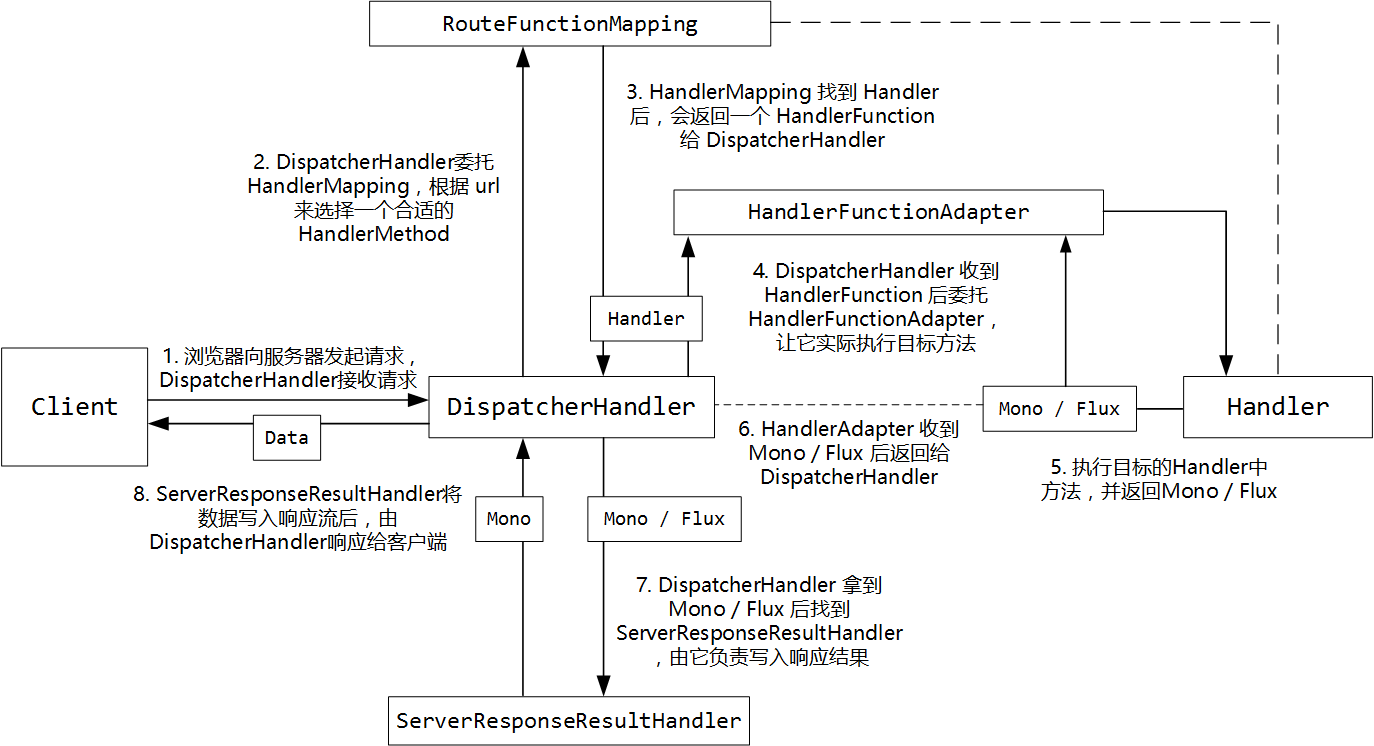 RouteFunctionMapping
3. HandlerMapping 找到 Handler
后，会返回一个 HandlerFunction
给 DispatcherHandler
2. DispatcherHandler委托
HandlerMapping，根据 url
来选择一个合适的
HandlerMethod
HandlerFunctionAdapter
4. DispatcherHandler 收到
HandlerFunction 后委托
HandlerFunctionAdapter，
让它实际执行目标方法
Handler
1. 浏览器向服务器发起请求，
DispatcherHandler接收请求
Client
DispatcherHandler
Mono / Flux
Handler
Data
6. HandlerAdapter 收到
Mono / Flux 后返回给
DispatcherHandler
5. 执行目标的Handler中
方法，并返回Mono / Flux
8. ServerResponseResultHandler将
数据写入响应流后，由
DispatcherHandler响应给客户端
Mono
Mono / Flux
7. DispatcherHandler 拿到
Mono / Flux 后找到
ServerResponseResultHandler
，由它负责写入响应结果
ServerResponseResultHandler